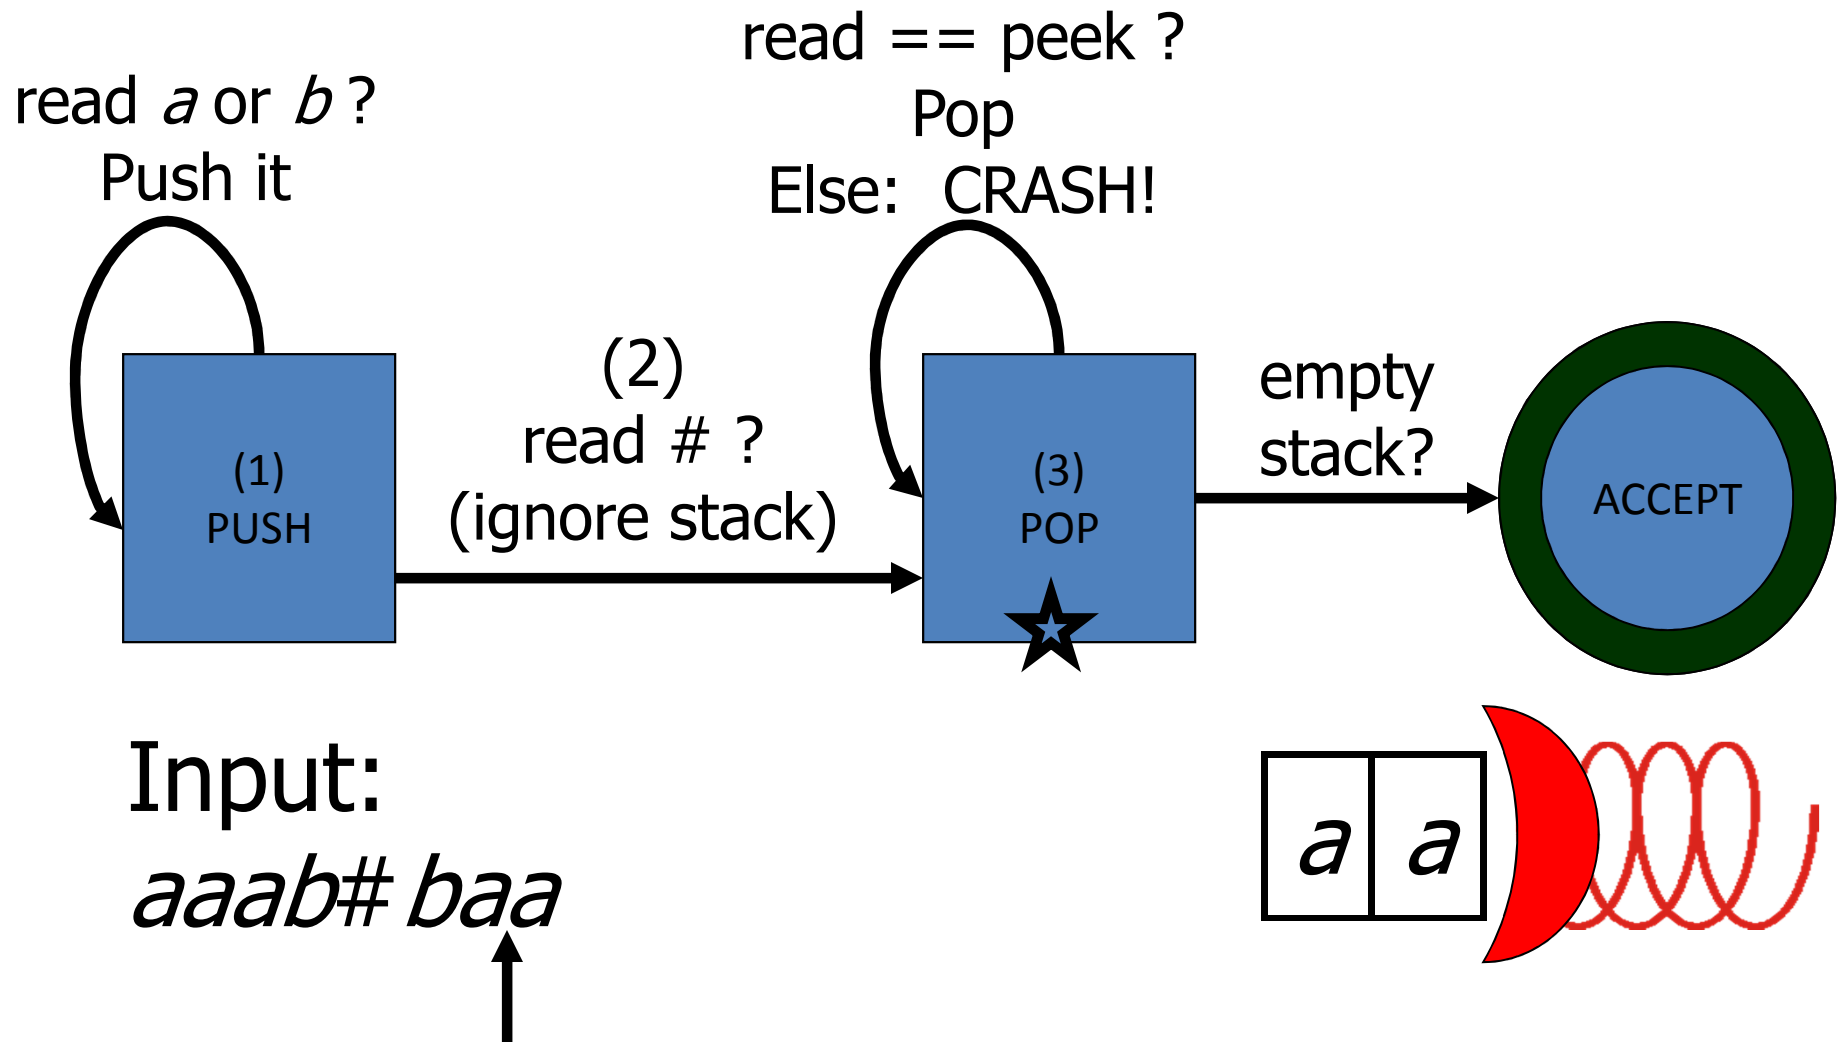 read a or b ?
Push it
read == peek ?
Pop
Else: CRASH!
(1)
PUSH
(2)
read # ?
(ignore stack)
(3)
POP
empty
stack?
ACCEPT
Input:
aaab#baa
a a